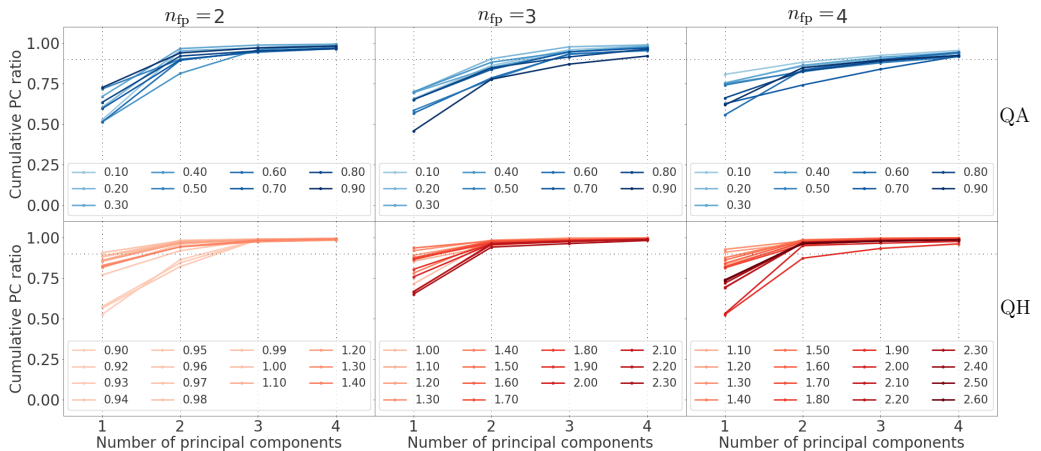 n_fp = 2 n_fp = 3 n_fp = 4
Cumulative PC ratio
1.00
0.75
0.50
0.25
0.00
0.10 0.40 0.60 0.80
0.20 0.50 0.70 0.90
0.30
0.10 0.40 0.60 0.80
0.20 0.50 0.70 0.90
0.30
0.10 0.40 0.60 0.80
0.20 0.50 0.70 0.90
0.30
QA
Cumulative PC ratio
1.00
0.75
0.50
0.25
0.00
0.90 0.95 0.99 1.20
0.92 0.96 1.00 1.30
0.93 0.97 1.10 1.40
0.94 0.98
1.00 1.40 1.80 2.10
1.10 1.50 1.90 2.20
1.20 1.60 2.00 2.30
1.30 1.70
1.10 1.50 1.90 2.30
1.20 1.60 2.00 2.40
1.30 1.70 2.10 2.50
1.40 1.80 2.20 2.60
QH
1 2 3 4 1 2 3 4 1 2 3 4
Number of principal components Number of principal components Number of principal components